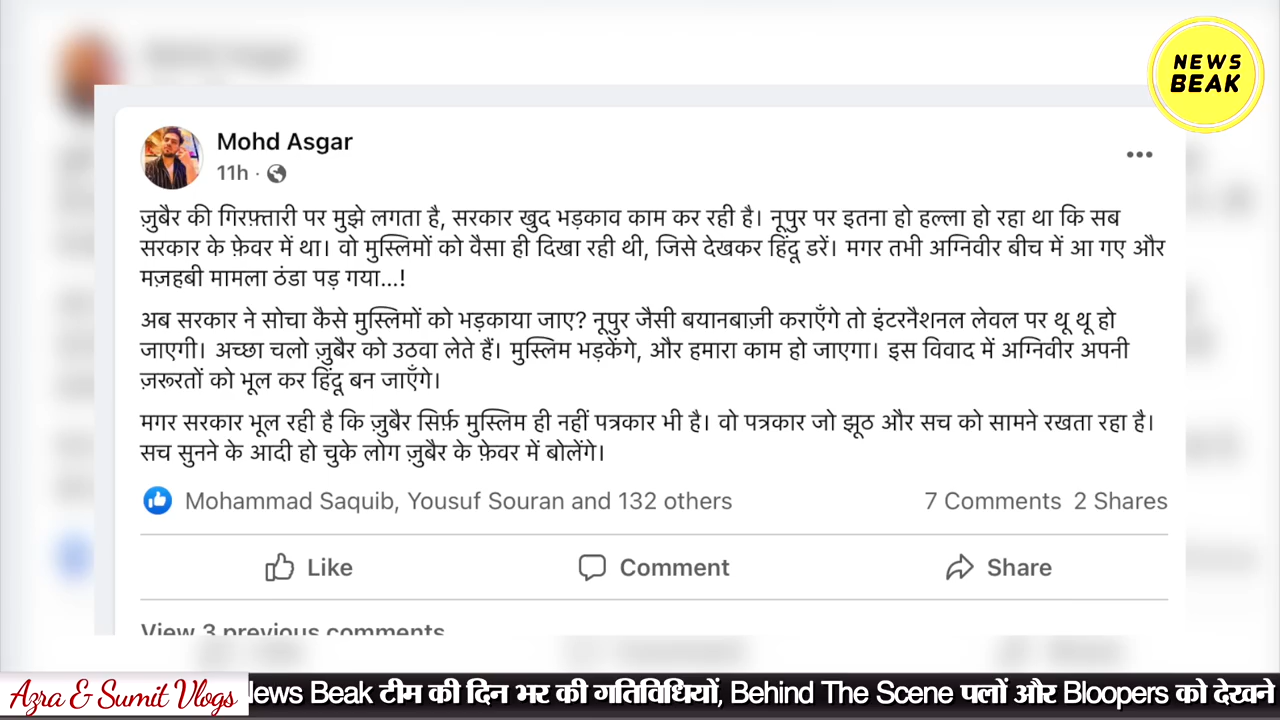 NEWS
BEAK
Mohd Asgar
11h ·
ज़ुबैर की गिरफ़्तारी पर मुझे लगता है, सरकार खुद भड़काव काम कर रही है। नूपुर पर इतना हो हल्ला हो रहा था कि सब
सरकार के फ़ेवर में था। वो मुस्लिमों को वैसा ही दिखा रही थी, जिसे देखकर हिंदू डरें। मगर तभी अग्निवीर बीच में आ गए और
मज़हबी मामला ठंडा पड़ गया...!
अब सरकार ने सोचा कैसे मुस्लिमों को भड़काया जाए? नूपुर जैसी बयानबाज़ी कराएँगे तो इंटरनैशनल लेवल पर थू थू हो
जाएगी। अच्छा चलो ज़ुबैर को उठवा लेते हैं। मुस्लिम भड़केंगे, और हमारा काम हो जाएगा। इस विवाद में अग्निवीर अपनी
ज़रूरतों को भूल कर हिंदू बन जाएँगे।
मगर सरकार भूल रही है कि ज़ुबैर सिर्फ़ मुस्लिम ही नहीं पत्रकार भी है। वो पत्रकार जो झूठ और सच को सामने रखता रहा है।
सच सुनने के आदी हो चुके लोग ज़ुबैर के फ़ेवर में बोलेंगे।
Mohammad Saquib, Yousuf Souran and 132 others 7 Comments 2 Shares
Like Comment Share
View 3 previous comments
Azra & Sumit Vlogs News Beak टीम की दिन भर की गतिविधियों, Behind The Scene पलों और Bloopers को देखने